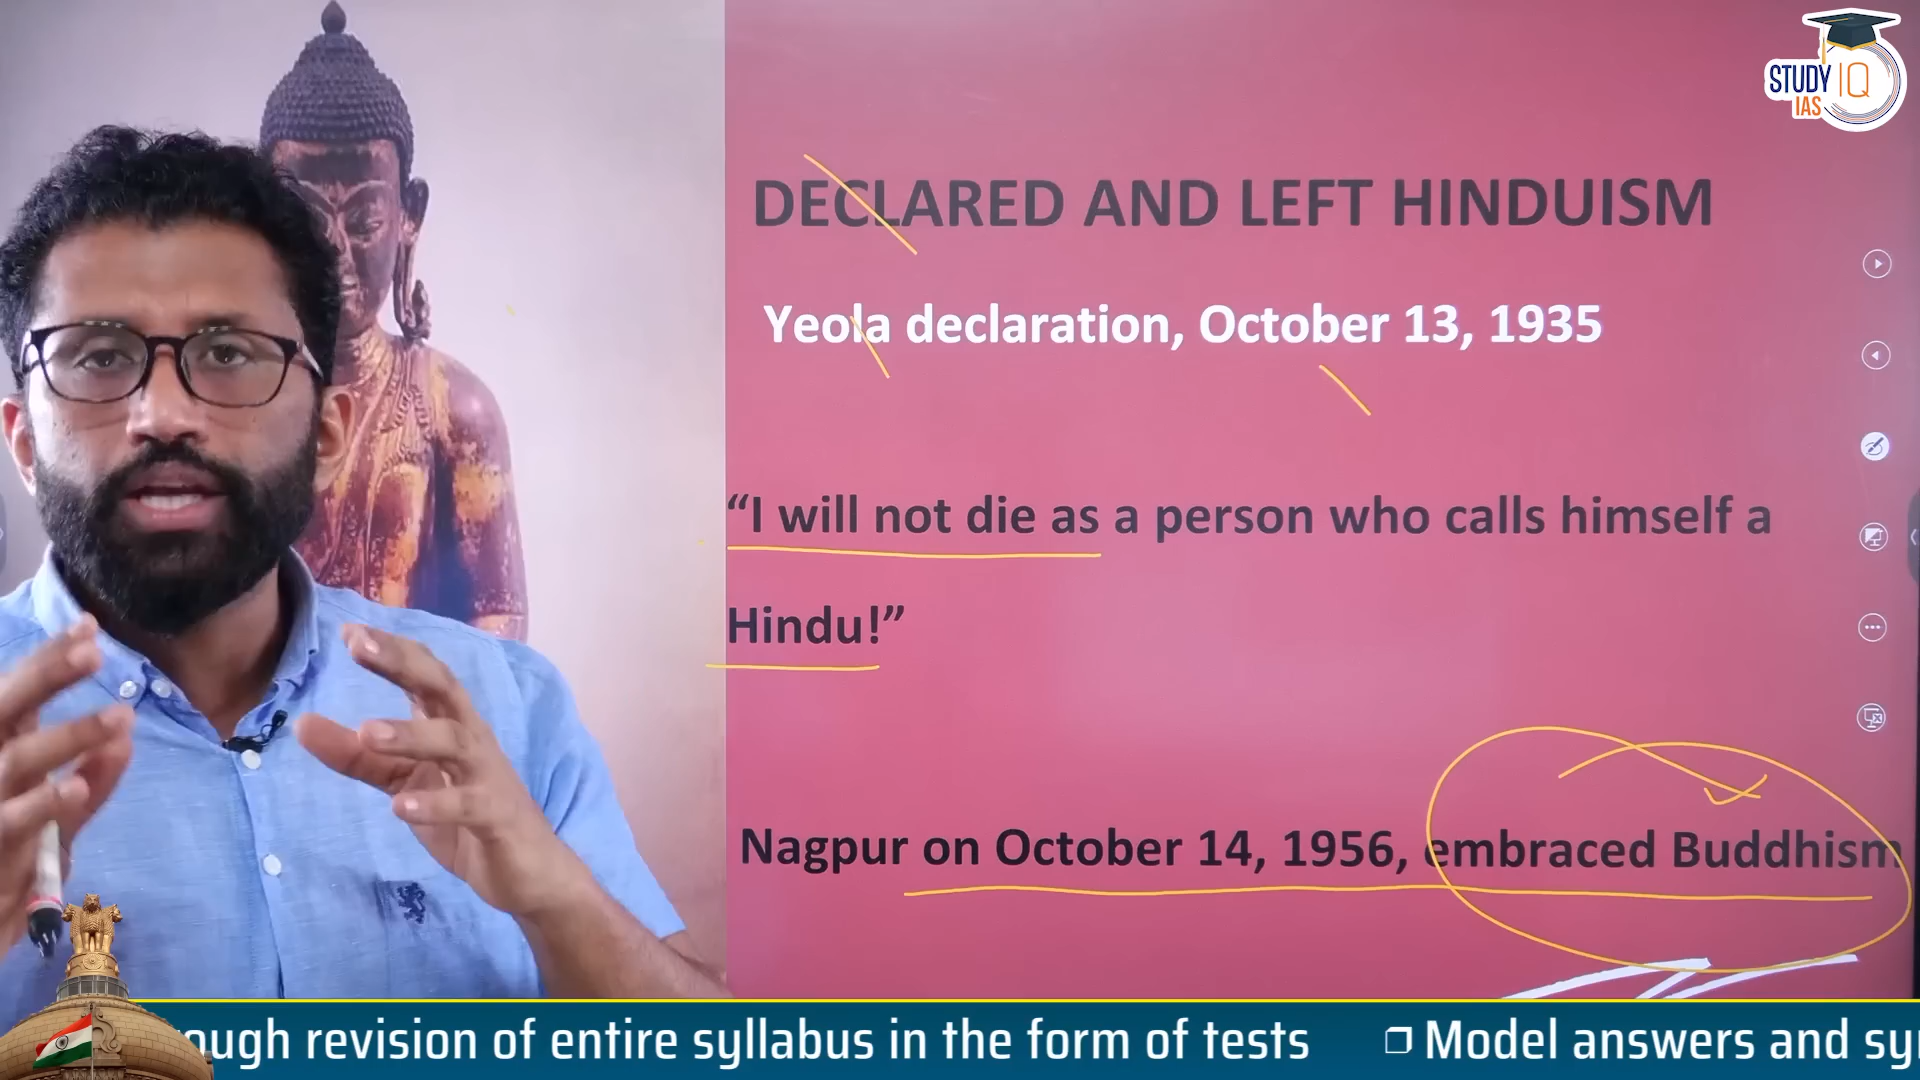 STUDY IQ
IAS
DECLARED AND LEFT HINDUISM
Yeola declaration, October 13, 1935
“I will not die as a person who calls himself a
Hindu!”
Nagpur on October 14, 1956, embraced Buddhism
revision of entire syllabus in the form of tests ❐ Model answers and